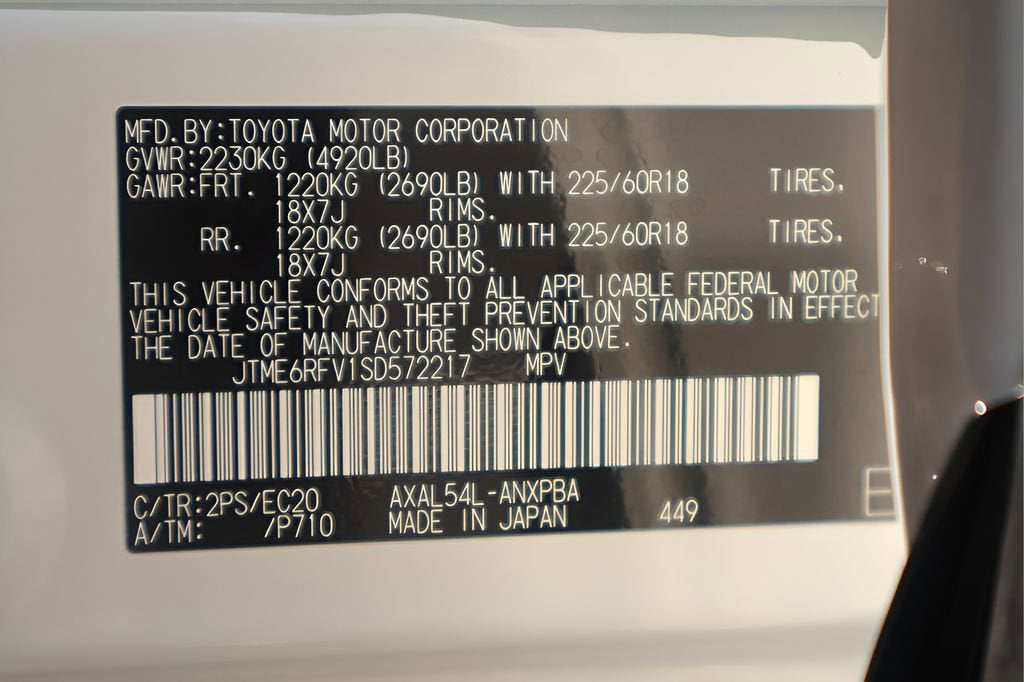 MFD.BY:TOYOTA MOTOR CORPORATION
GVWR:2230KG (4920LB)
GAWR:FRT. 1220KG (2690LB) WITH 225/60R18 TIRES.
18X7J RIMS.
RR. 1220KG (2690LB) WITH 225/60R18 TIRES.
18X7J RIMS.
THIS VEHICLE CONFORMS TO ALL APPLICABLE FEDERAL MOTOR
VEHICLE SAFETY AND THEFT PREVENTION STANDARDS IN EFFECT
THE DATE OF MANUFACTURE SHOWN ABOVE.
JTME6RFV1SD572217 MPV
C/TR:2PS/EC20 AXAL54L-ANXPBA
A/TM: /P710 MADE IN JAPAN 449